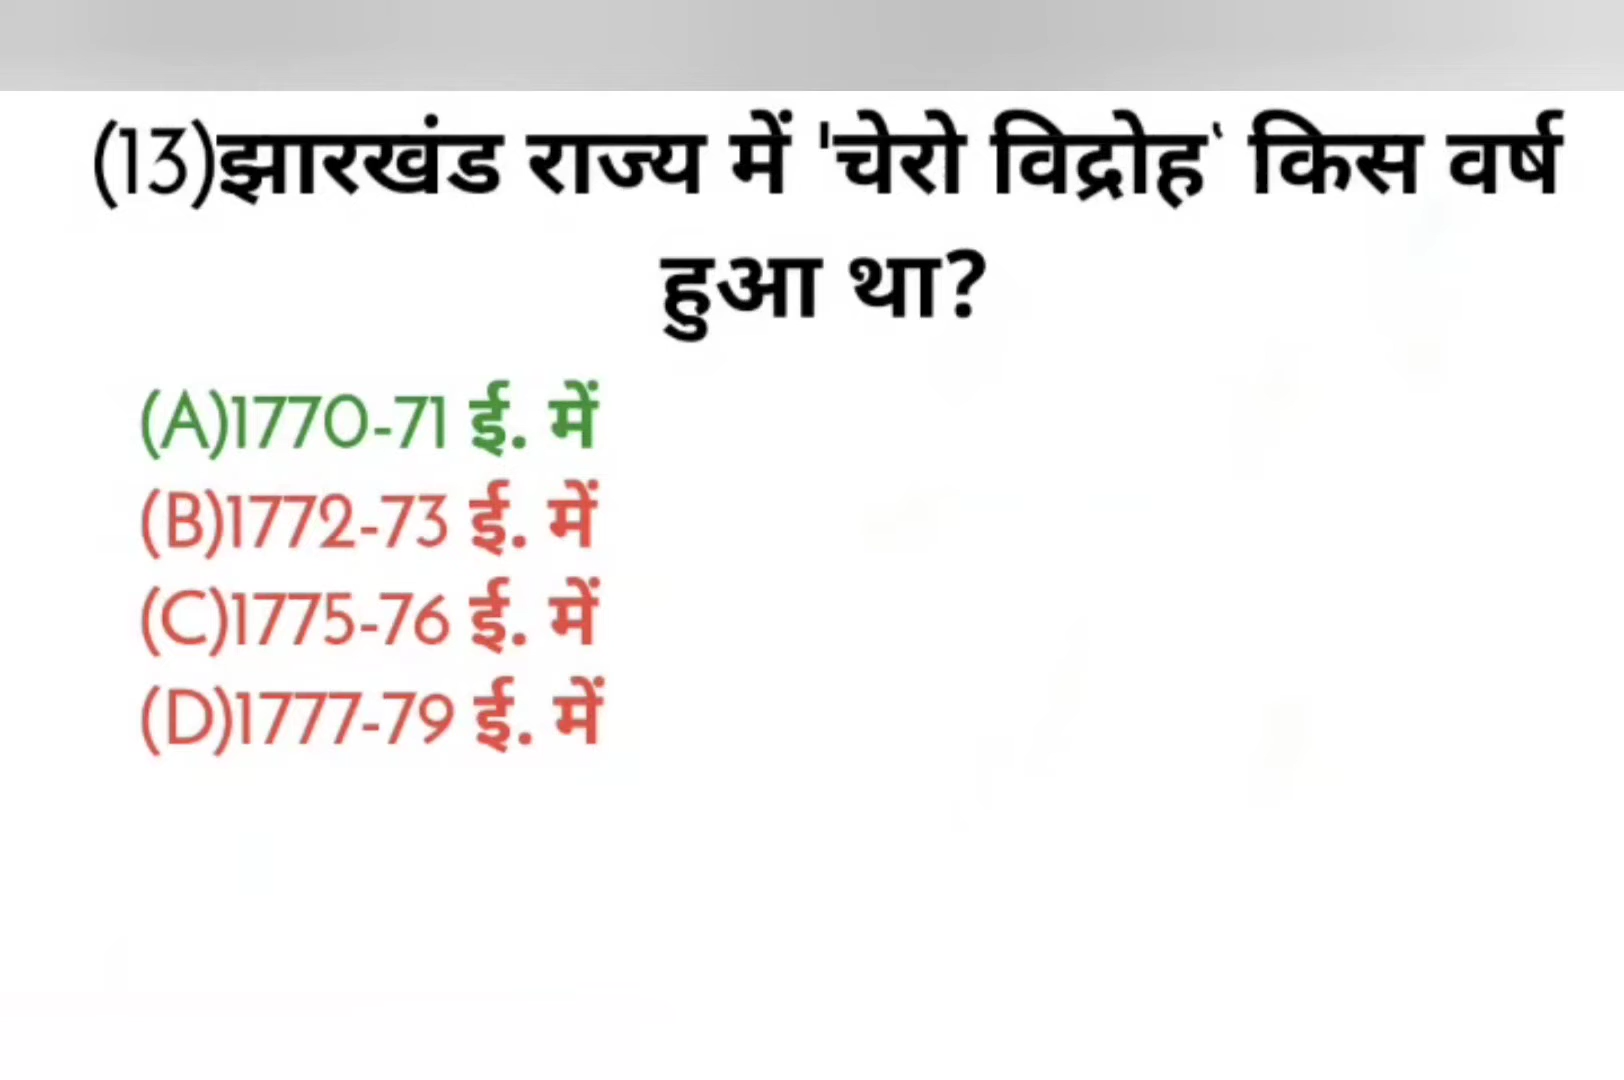 (13)झारखंड राज्य में 'चेरो विद्रोह‛ किस वर्ष
हुआ था?
(A)1770-71 ई. में
(B)1772-73 ई. में
(C)1775-76 ई. में
(D)1777-79 ई. में